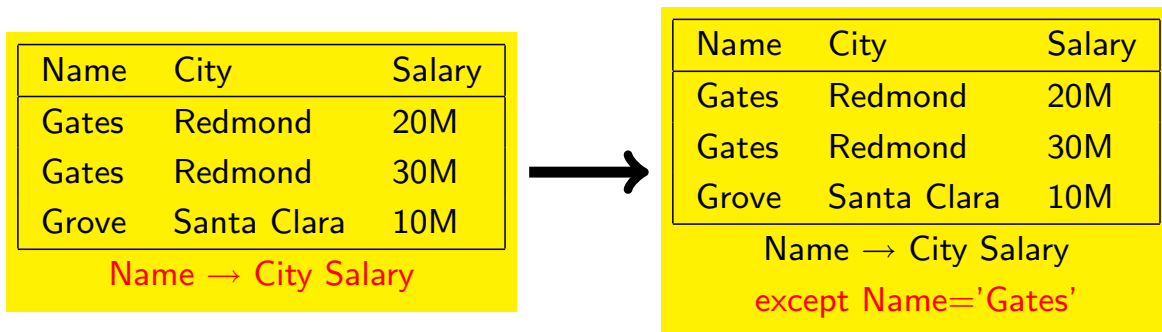 Name City Salary
Gates Redmond 20M
Gates Redmond 30M
Grove Santa Clara 10M
Name → City Salary
Name City Salary
Gates Redmond 20M
Gates Redmond 30M
Grove Santa Clara 10M
Name → City Salary
except Name='Gates'